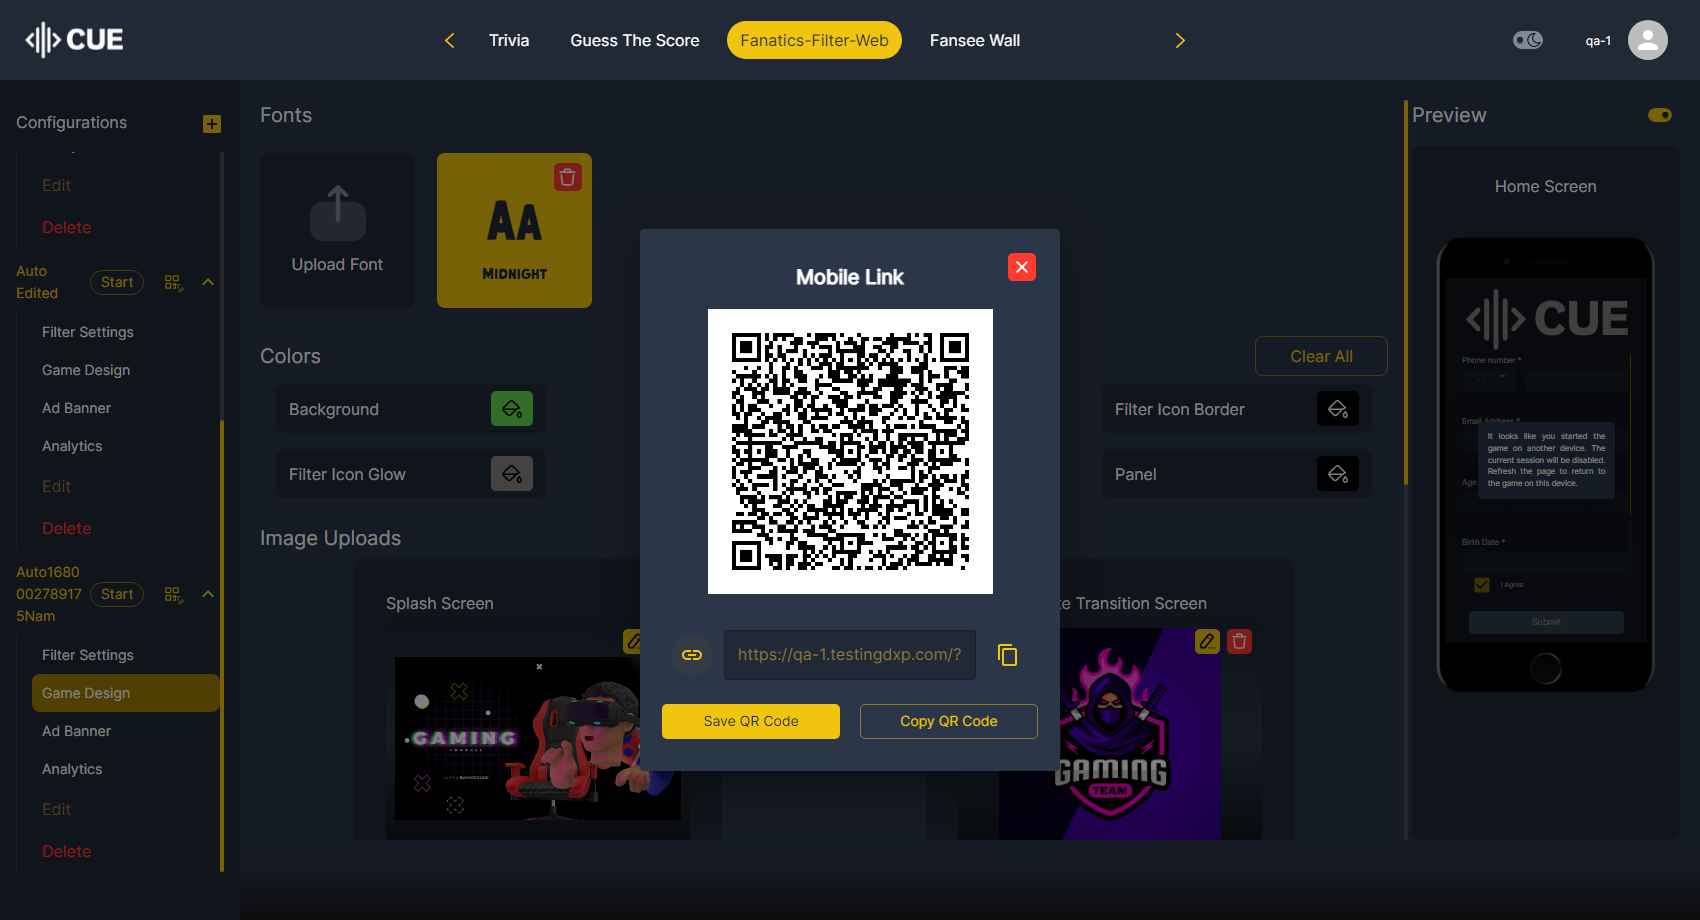 CUE
Trivia
Guess The Score
Fanatics-Filter-Web
Fansee Wall
qa-1
Configurations
Edit
Delete
Auto
Edited
Start
Filter Settings
Game Design
Ad Banner
Analytics
Edit
Delete
Auto1680
00278917
5Nam
Start
Filter Settings
Game Design
Ad Banner
Analytics
Edit
Delete
Fonts
Upload Font
AA
MIDNIGHT
Colors
Clear All
Background
Filter Icon Glow
Filter Icon Border
Panel
Image Uploads
Splash Screen
GAMING
CHANNEL
ALPHA BACKGROUND
Transition Screen
GAMING
TEAM
Mobile Link
https://qa-1.testingdxp.com/?
Save QR Code
Copy QR Code
Preview
Home Screen
CUE
Phone number *
+1
Email Address *
It looks like you started the
game on another device. The
current session will be disabled.
Refresh the page to return to
the game on this device.
Age
Birth Date *
I Agree
Submit